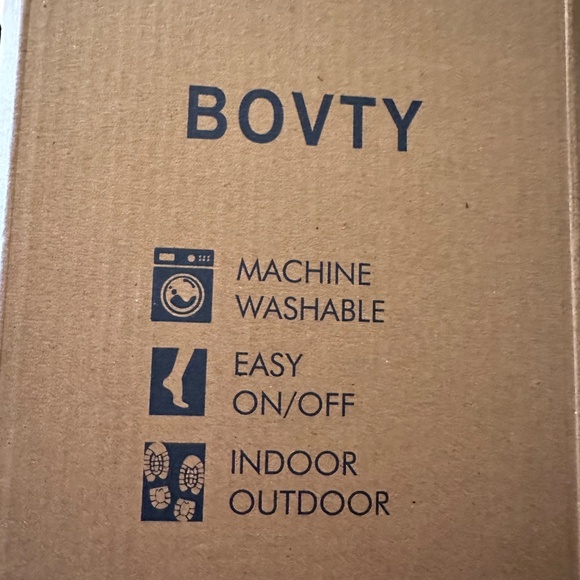 BOVTY
MACHINE
WASHABLE
EASY
ON/OFF
INDOOR
OUTDOOR